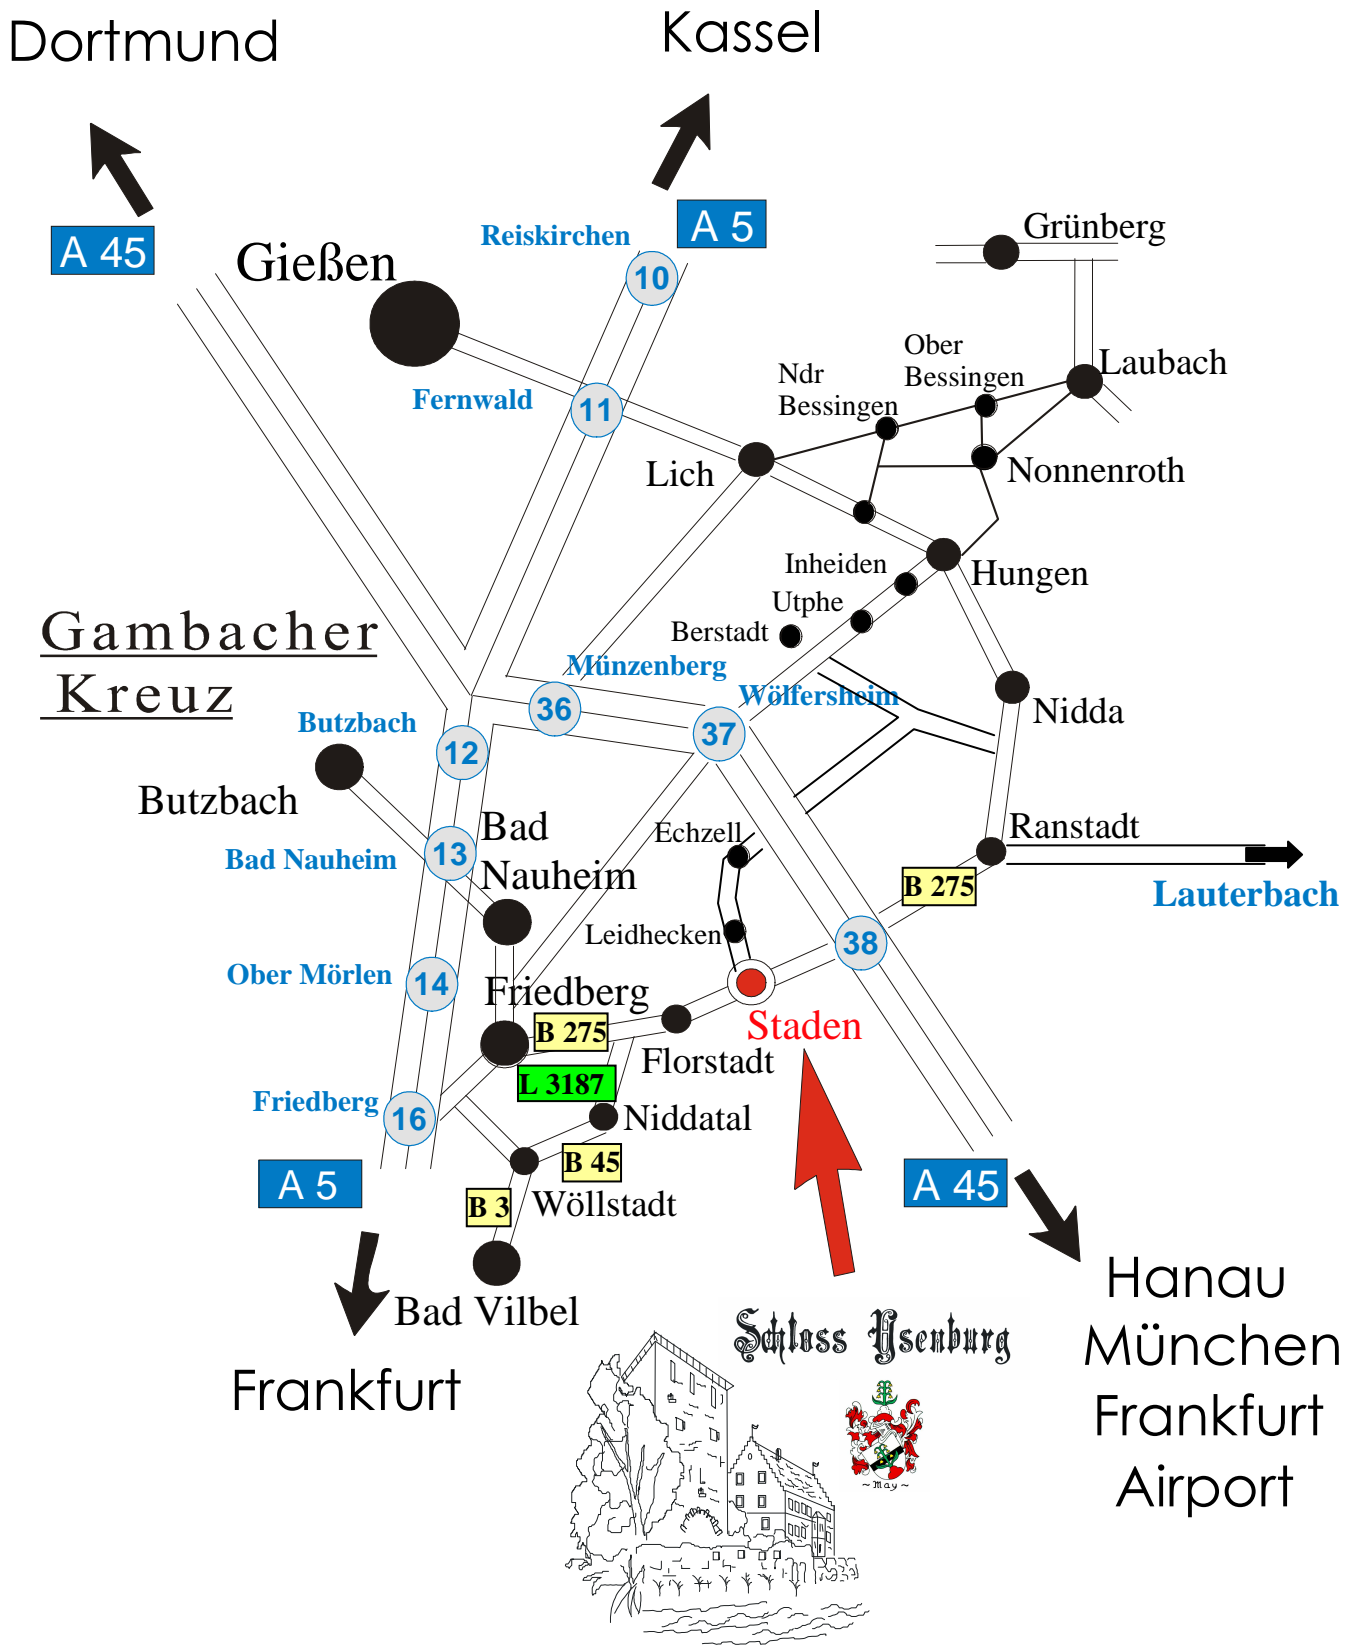 Dortmund
Kassel
A 45
A 5
Reiskirchen
10
Gießen
Grünberg
Fernwald
11
Ober
Bessingen
Ndr
Bessingen
Laubach
Lich
Nonnenroth
Inheiden
Hungen
Utphe
Berstadt
Gambacher
Kreuz
Münzenberg
Wölfersheim
36
37
Nidda
Butzbach
12
Butzbach
Bad
Nauheim
Bad Nauheim
13
Echzell
Ranstadt
B 275
Lauterbach
Leidhecken
38
Ober Mörlen
14
Friedberg
B 275
Staden
Florstadt
L 3187
Friedberg
16
Niddatal
B 45
A 5
B 3
Wöllstadt
A 45
Bad Vilbel
Frankfurt
Hanau
München
Frankfurt
Airport
Schloss Ysenburg
~May~